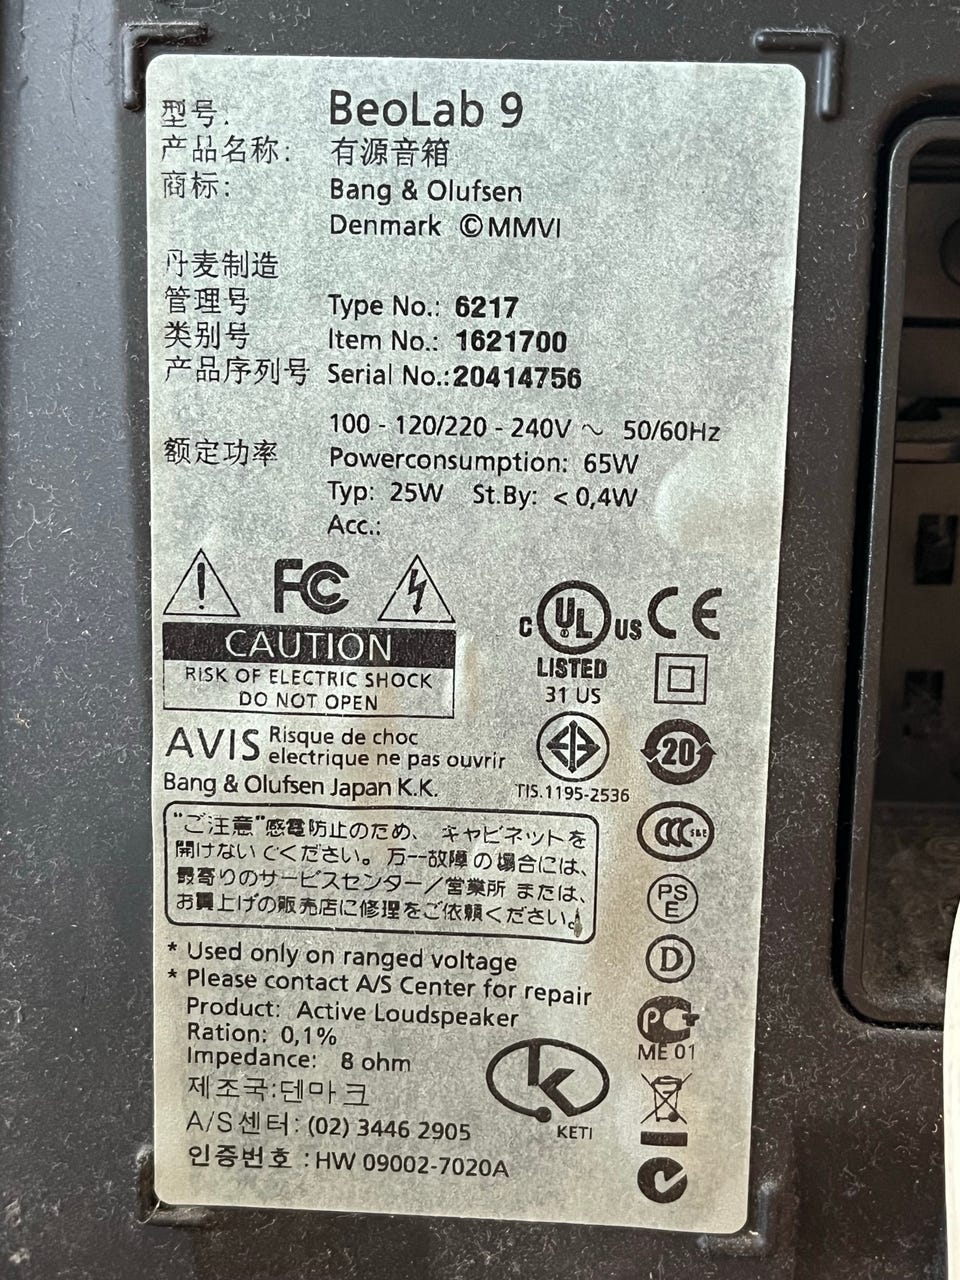 型号: BeoLab 9
产品名称: 有源音箱
商标: Bang & Olufsen
Denmark ©MMVI
丹麦制造
管理号 Type No.: 6217
类别号 Item No.: 1621700
产品序列号 Serial No.:20414756
100 - 120/220 - 240V ~ 50/60Hz
额定功率 Powerconsumption: 65W
Typ: 25W St.By: < 0,4W
Acc.:
FC
CAUTION
RISK OF ELECTRIC SHOCK
DO NOT OPEN
C UL US CE
LISTED
31 US
AVIS Risque de choc
electrique ne pas ouvrir
TIS.1195-2536
20
Bang & Olufsen Japan K.K.
"ご注意"感電防止のため、キャビネットを
開けないでください。万一故障の場合には、
最寄りのサービスセンター/営業所 または、
お買上げの販売店に修理をご依頼ください。
CCC S&E
PS
E
D
* Used only on ranged voltage
* Please contact A/S Center for repair
Product: Active Loudspeaker
Ration: 0,1%
Impedance: 8 ohm
제조국:덴마크
A/S센터: (02) 3446 2905
인증번호 :HW 09002-7020A
K
KETI
PCT
ME 01